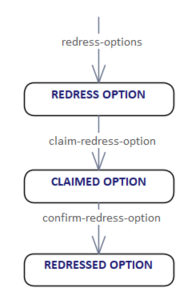 redress-options
REDRESS OPTION
claim-redress-option
CLAIMED OPTION
confirm-redress-option
REDRESSED OPTION